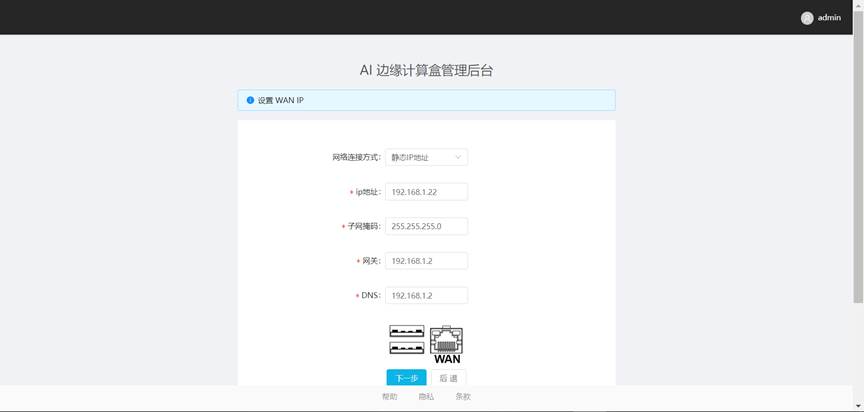 admin
AI 边缘计算盒管理后台
设置 WAN IP
网络连接方式: 静态IP地址
* ip地址: 192.168.1.22
* 子网掩码: 255.255.255.0
* 网关: 192.168.1.2
* DNS: 192.168.1.2
WAN
下一步 后 退
帮助 隐私 条款